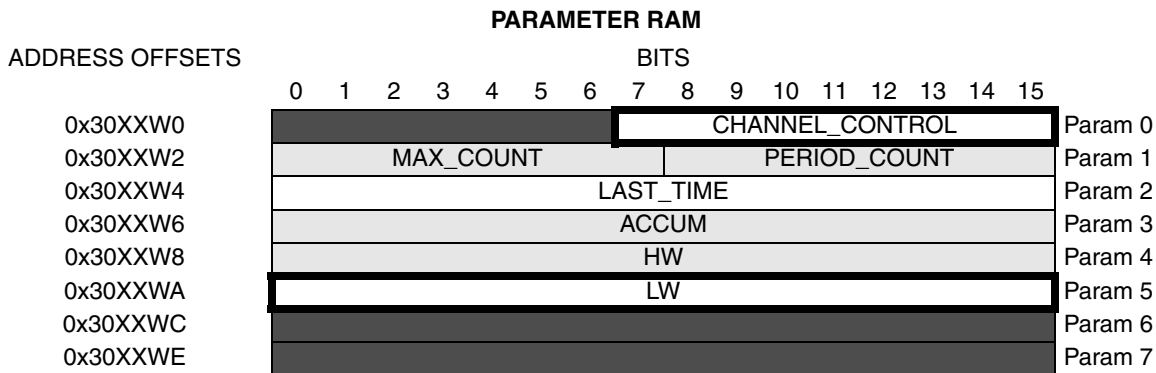 PARAMETER RAM
ADDRESS OFFSETS BITS
0 1 2 3 4 5 6 7 8 9 10 11 12 13 14 15
0x30XXW0 CHANNEL_CONTROL Param 0
0x30XXW2 MAX_COUNT PERIOD_COUNT Param 1
0x30XXW4 LAST_TIME Param 2
0x30XXW6 ACCUM Param 3
0x30XXW8 HW Param 4
0x30XXWA LW Param 5
0x30XXWC Param 6
0x30XXWE Param 7